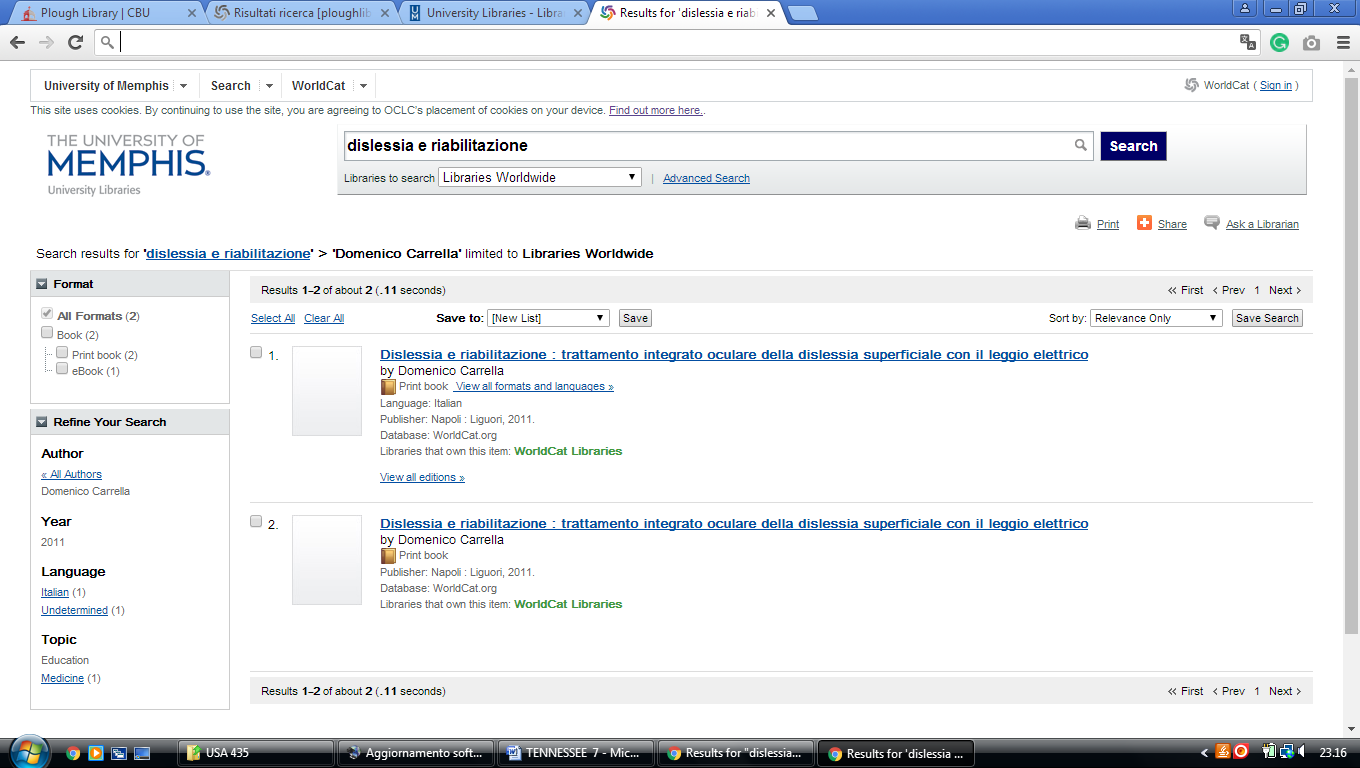 Plough Library | CBU
Risultati ricerca [ploughlib
University Libraries - Librar
Results for 'dislessia e riab
University of Memphis
Search
WorldCat
WorldCat ( Sign in )
This site uses cookies. By continuing to use the site, you are agreeing to OCLC's placement of cookies on your device. Find out more here..
THE UNIVERSITY OF
MEMPHIS.
University Libraries
dislessia e riabilitazione
Search
Libraries to search Libraries Worldwide | Advanced Search
Print Share Ask a Librarian
Search results for 'dislessia e riabilitazione' > 'Domenico Carrella' limited to Libraries Worldwide
Format
All Formats (2)
Book (2)
Print book (2)
eBook (1)
Refine Your Search
Author
« All Authors
Domenico Carrella
Year
2011
Language
Italian (1)
Undetermined (1)
Topic
Education
Medicine (1)
Results 1-2 of about 2 (.11 seconds)
« First < Prev 1 Next >
Select All Clear All
Save to: [New List] Save
Sort by: Relevance Only Save Search
1. Dislessia e riabilitazione : trattamento integrato oculare della dislessia superficiale con il leggio elettrico
by Domenico Carrella
Print book View all formats and languages »
Language: Italian
Publisher: Napoli : Liguori, 2011.
Database: WorldCat.org
Libraries that own this item: WorldCat Libraries
View all editions »
2. Dislessia e riabilitazione : trattamento integrato oculare della dislessia superficiale con il leggio elettrico
by Domenico Carrella
Print book
Publisher: Napoli : Liguori, 2011.
Database: WorldCat.org
Libraries that own this item: WorldCat Libraries
Results 1-2 of about 2 (.11 seconds)
« First < Prev 1 Next >
USA 435
Aggiornamento soft...
TENNESSEE 7 - Mic...
Results for "dislessia...
Results for 'dislessia ...
23.16